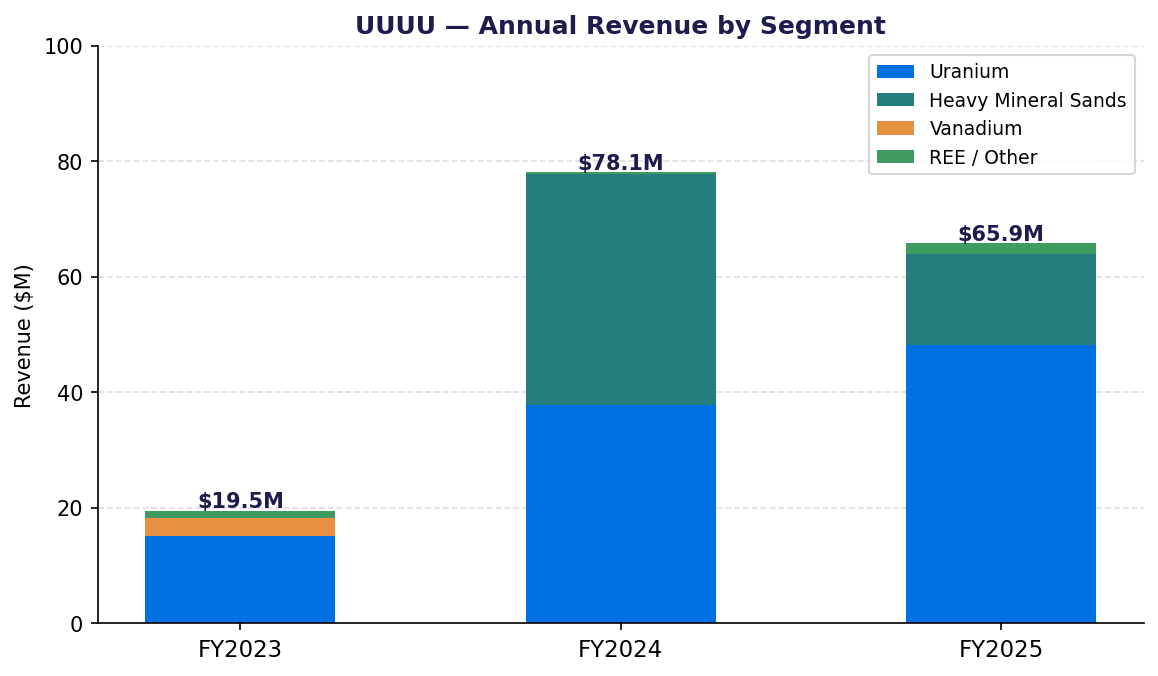 UUUU — Annual Revenue by Segment
Revenue ($M)
100
80
60
40
20
0
Uranium
Heavy Mineral Sands
Vanadium
REE / Other
$19.5M
$78.1M
$65.9M
FY2023
FY2024
FY2025